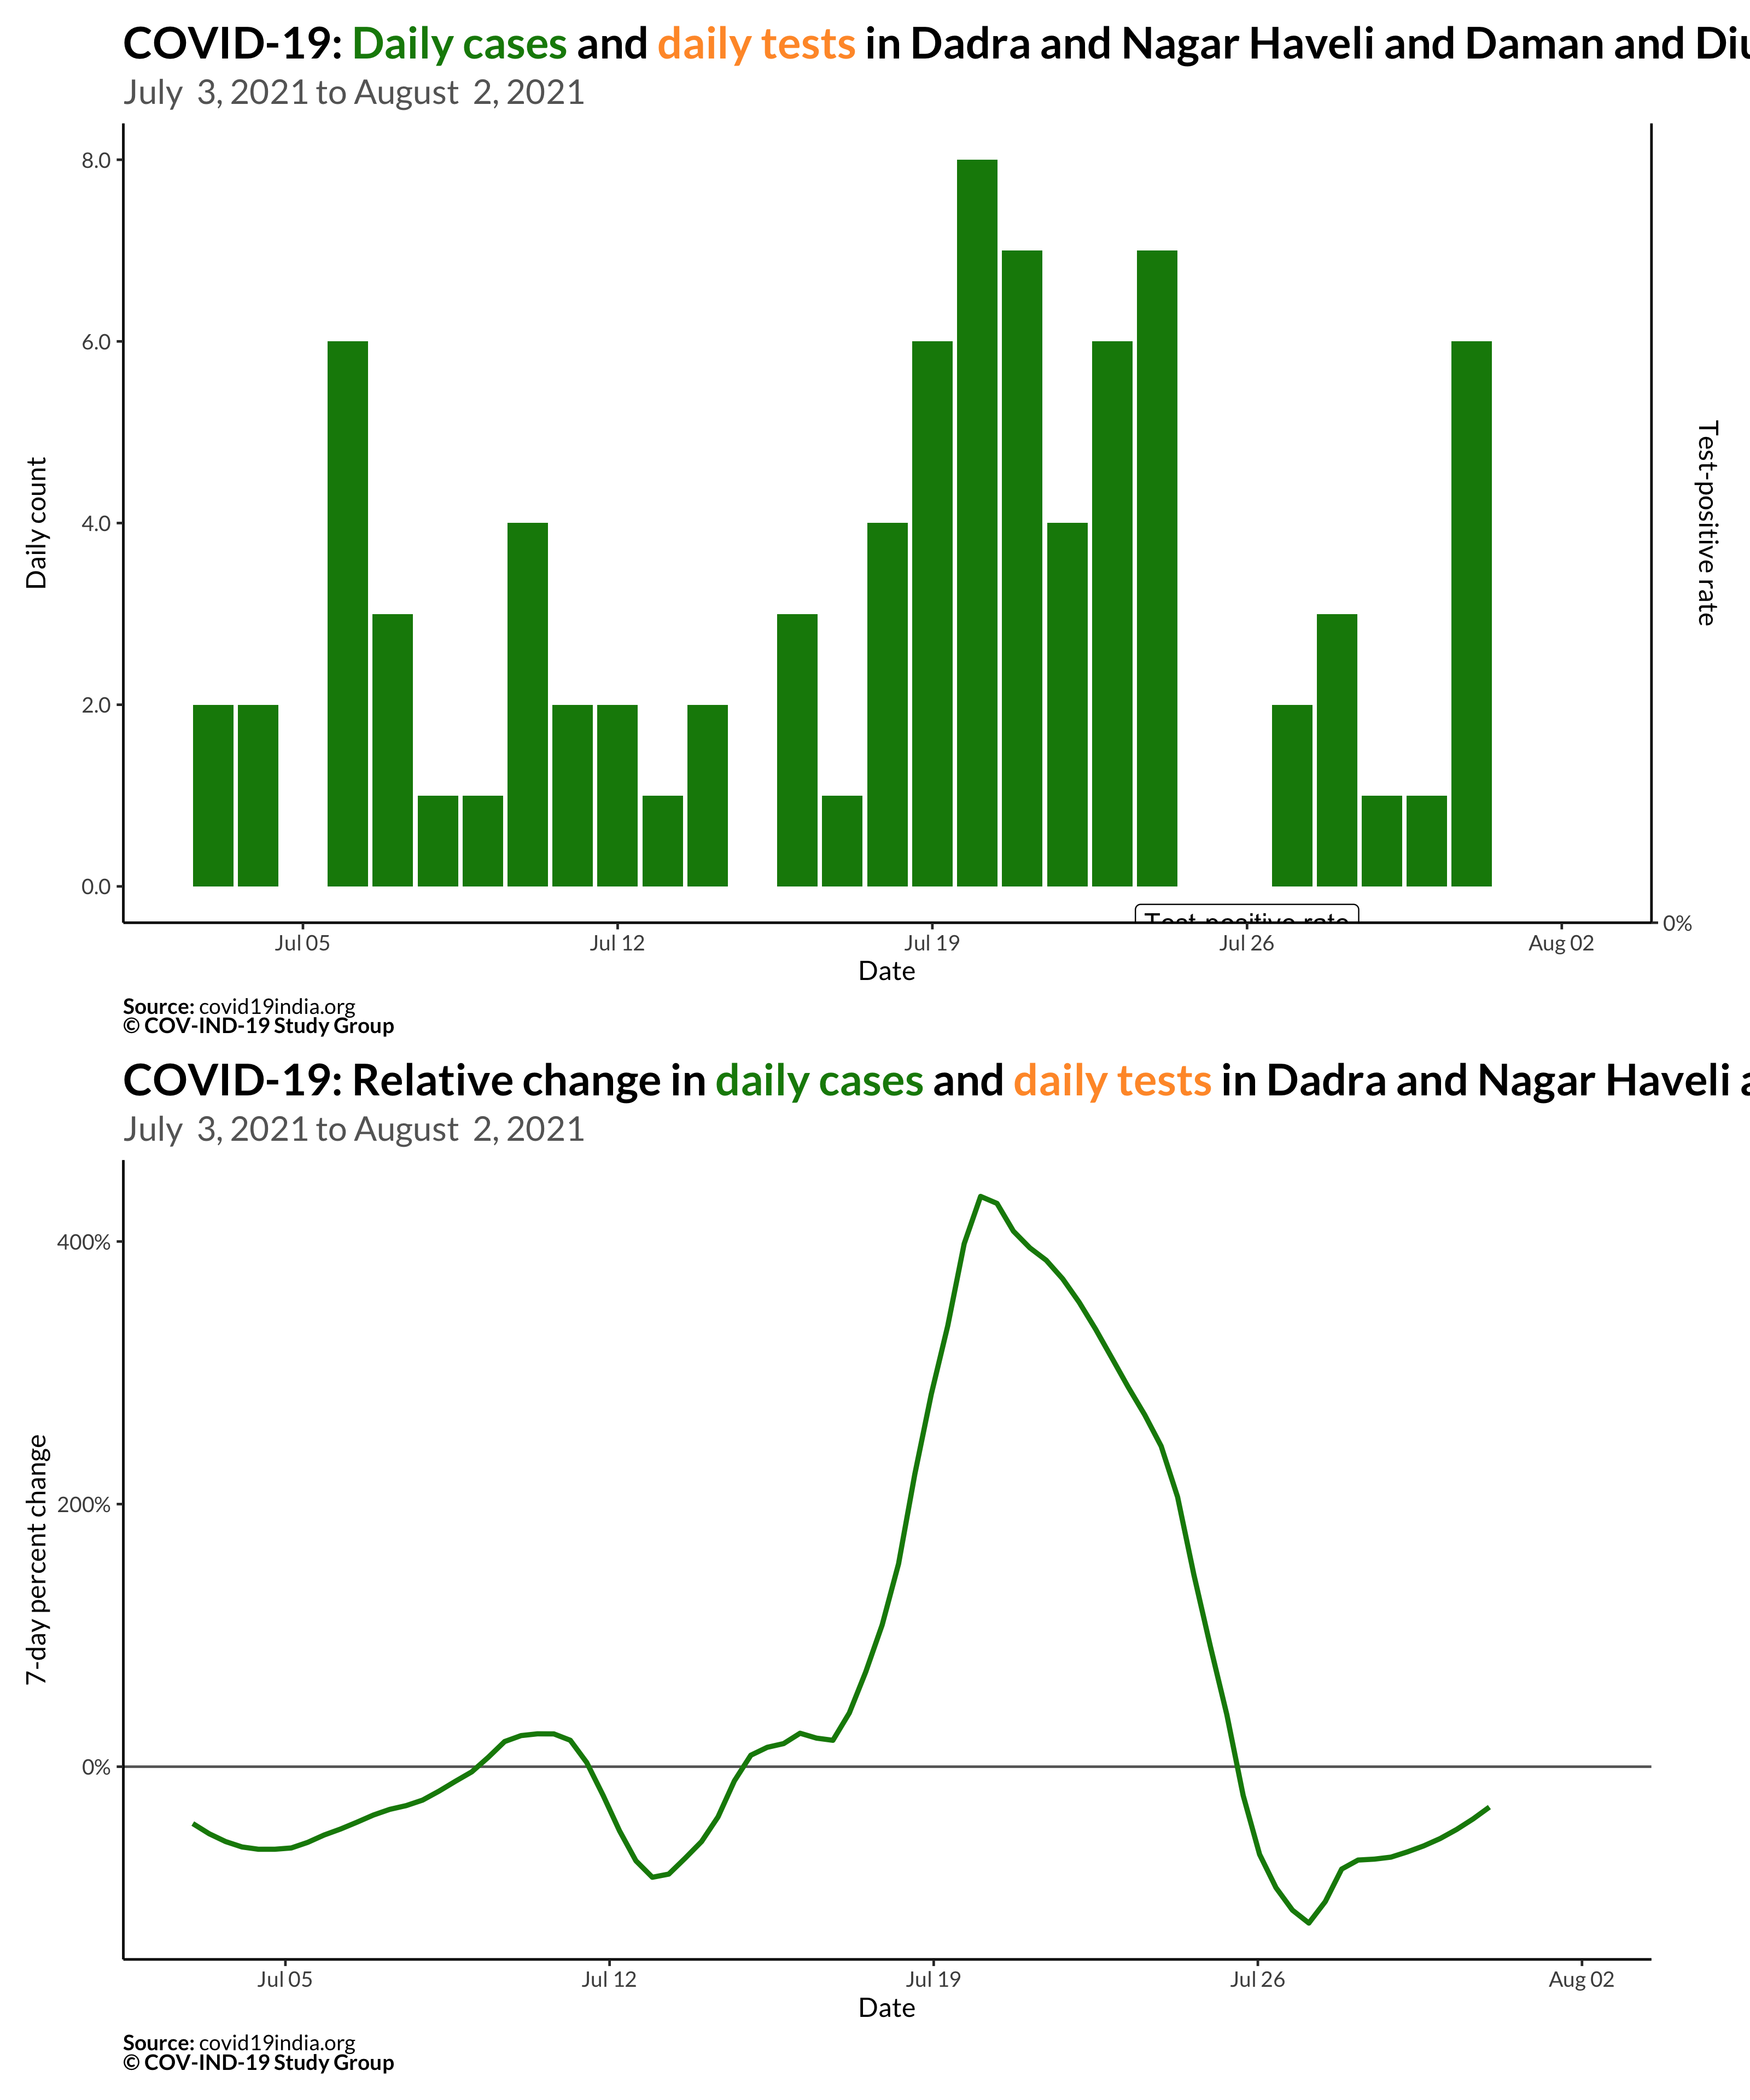 COVID-19: Daily cases and daily tests in Dadra and Nagar Haveli and Daman and Diu
July 3, 2021 to August 2, 2021
8.0
6.0
4.0
2.0
0.0
Daily count
Test-positive rate
Test-positive rate
0%
Jul 05
Jul 12
Jul 19
Jul 26
Aug 02
Date
Source: covid19india.org
© COV-IND-19 Study Group
COVID-19: Relative change in daily cases and daily tests in Dadra and Nagar Haveli a
July 3, 2021 to August 2, 2021
400%
200%
0%
7-day percent change
Jul 05
Jul 12
Jul 19
Jul 26
Aug 02
Date
Source: covid19india.org
© COV-IND-19 Study Group